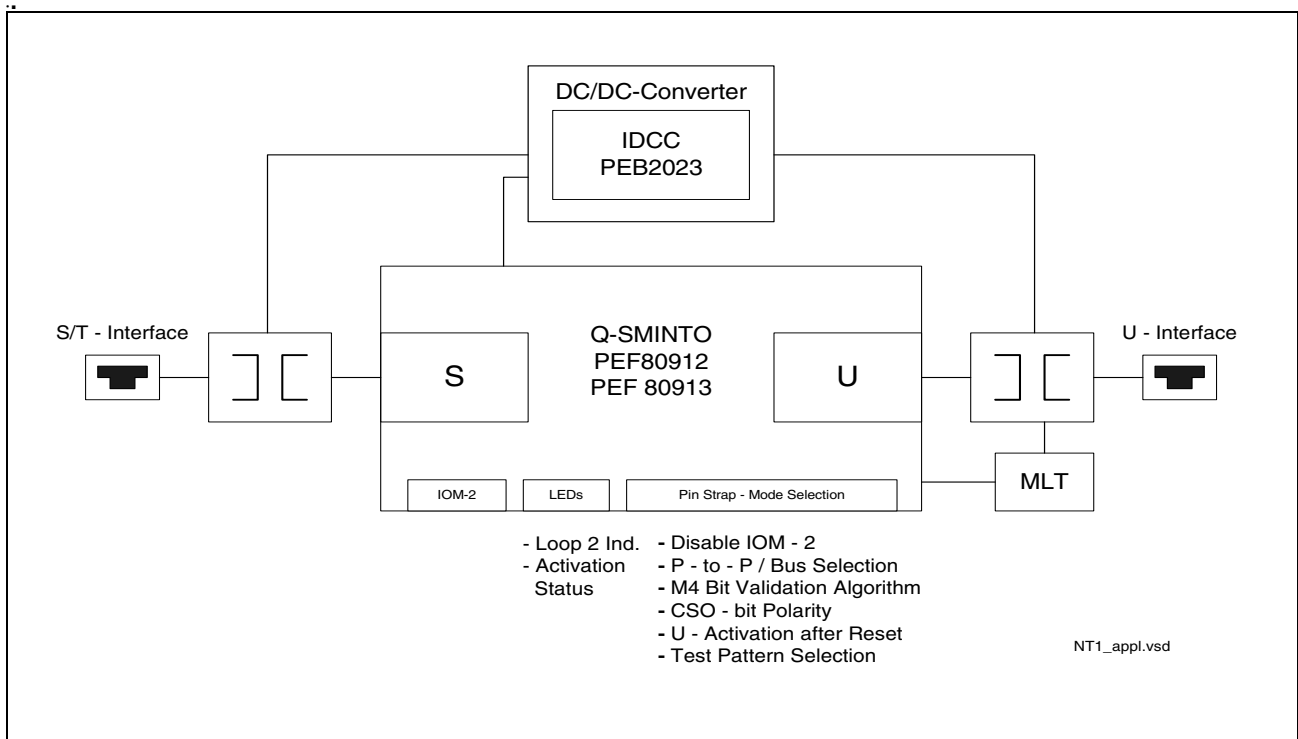 DC/DC-Converter
IDCC
PEB2023
S/T - Interface
Q-SMINTO
PEF80912
PEF 80913
U - Interface
S
U
MLT
IOM-2
LEDs
Pin Strap - Mode Selection
- Loop 2 Ind.
- Activation
Status
- Disable IOM - 2
- P - to - P / Bus Selection
- M4 Bit Validation Algorithm
- CSO - bit Polarity
- U - Activation after Reset
- Test Pattern Selection
NT1_appl.vsd